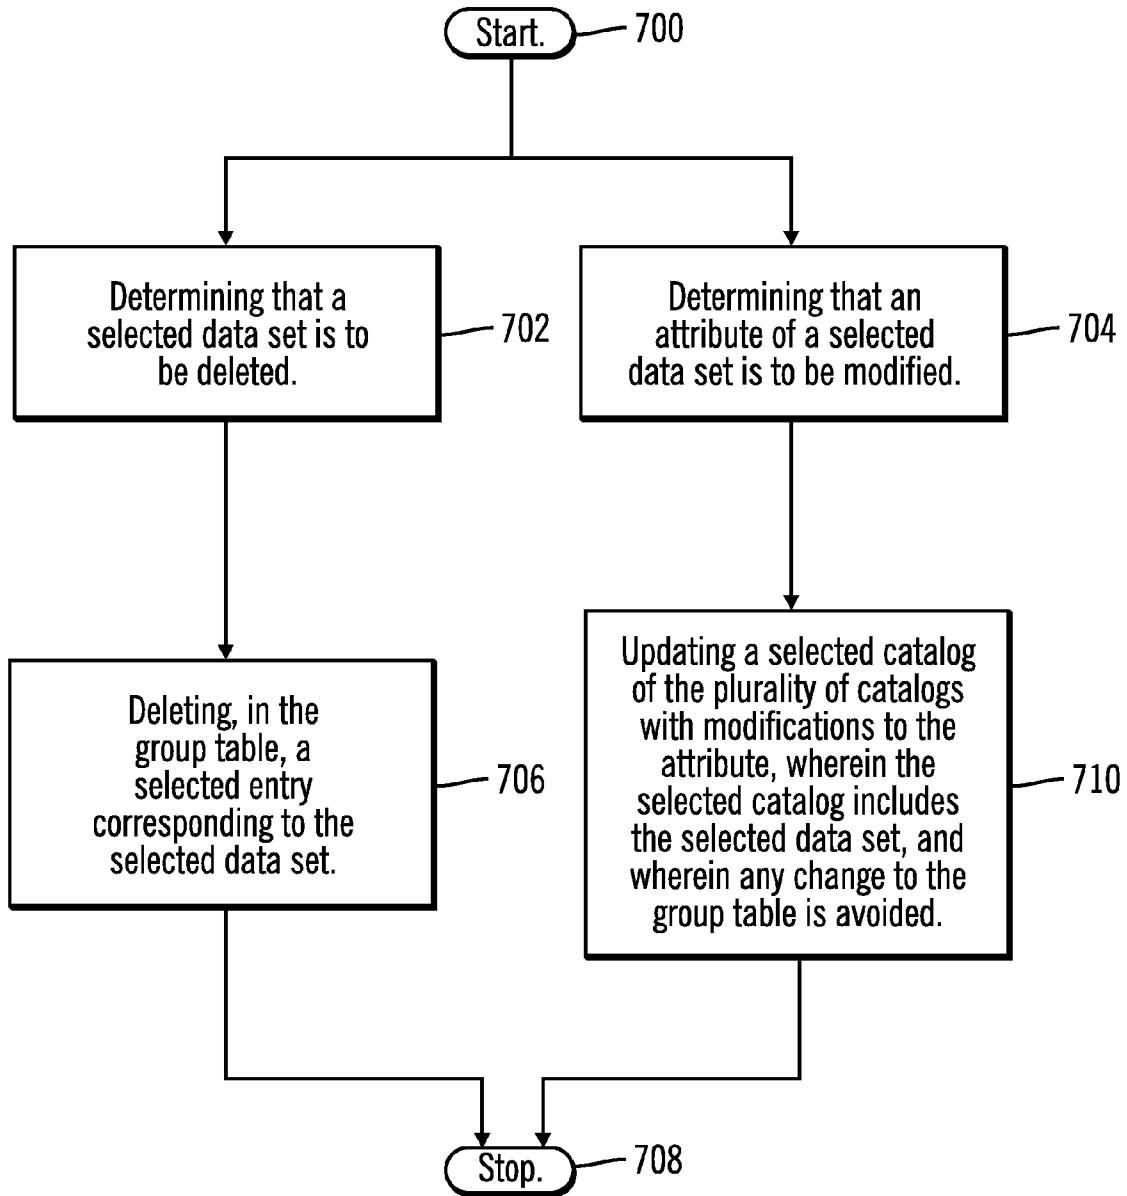 Start.
700
Determining that a
selected data set is to
be deleted.
702
Determining that an
attribute of a selected
data set is to be modified.
704
Deleting, in the
group table, a
selected entry
corresponding to the
selected data set.
706
Updating a selected catalog
of the plurality of catalogs
with modifications to the
attribute, wherein the
selected catalog includes
the selected data set, and
wherein any change to the
group table is avoided.
710
Stop.
708